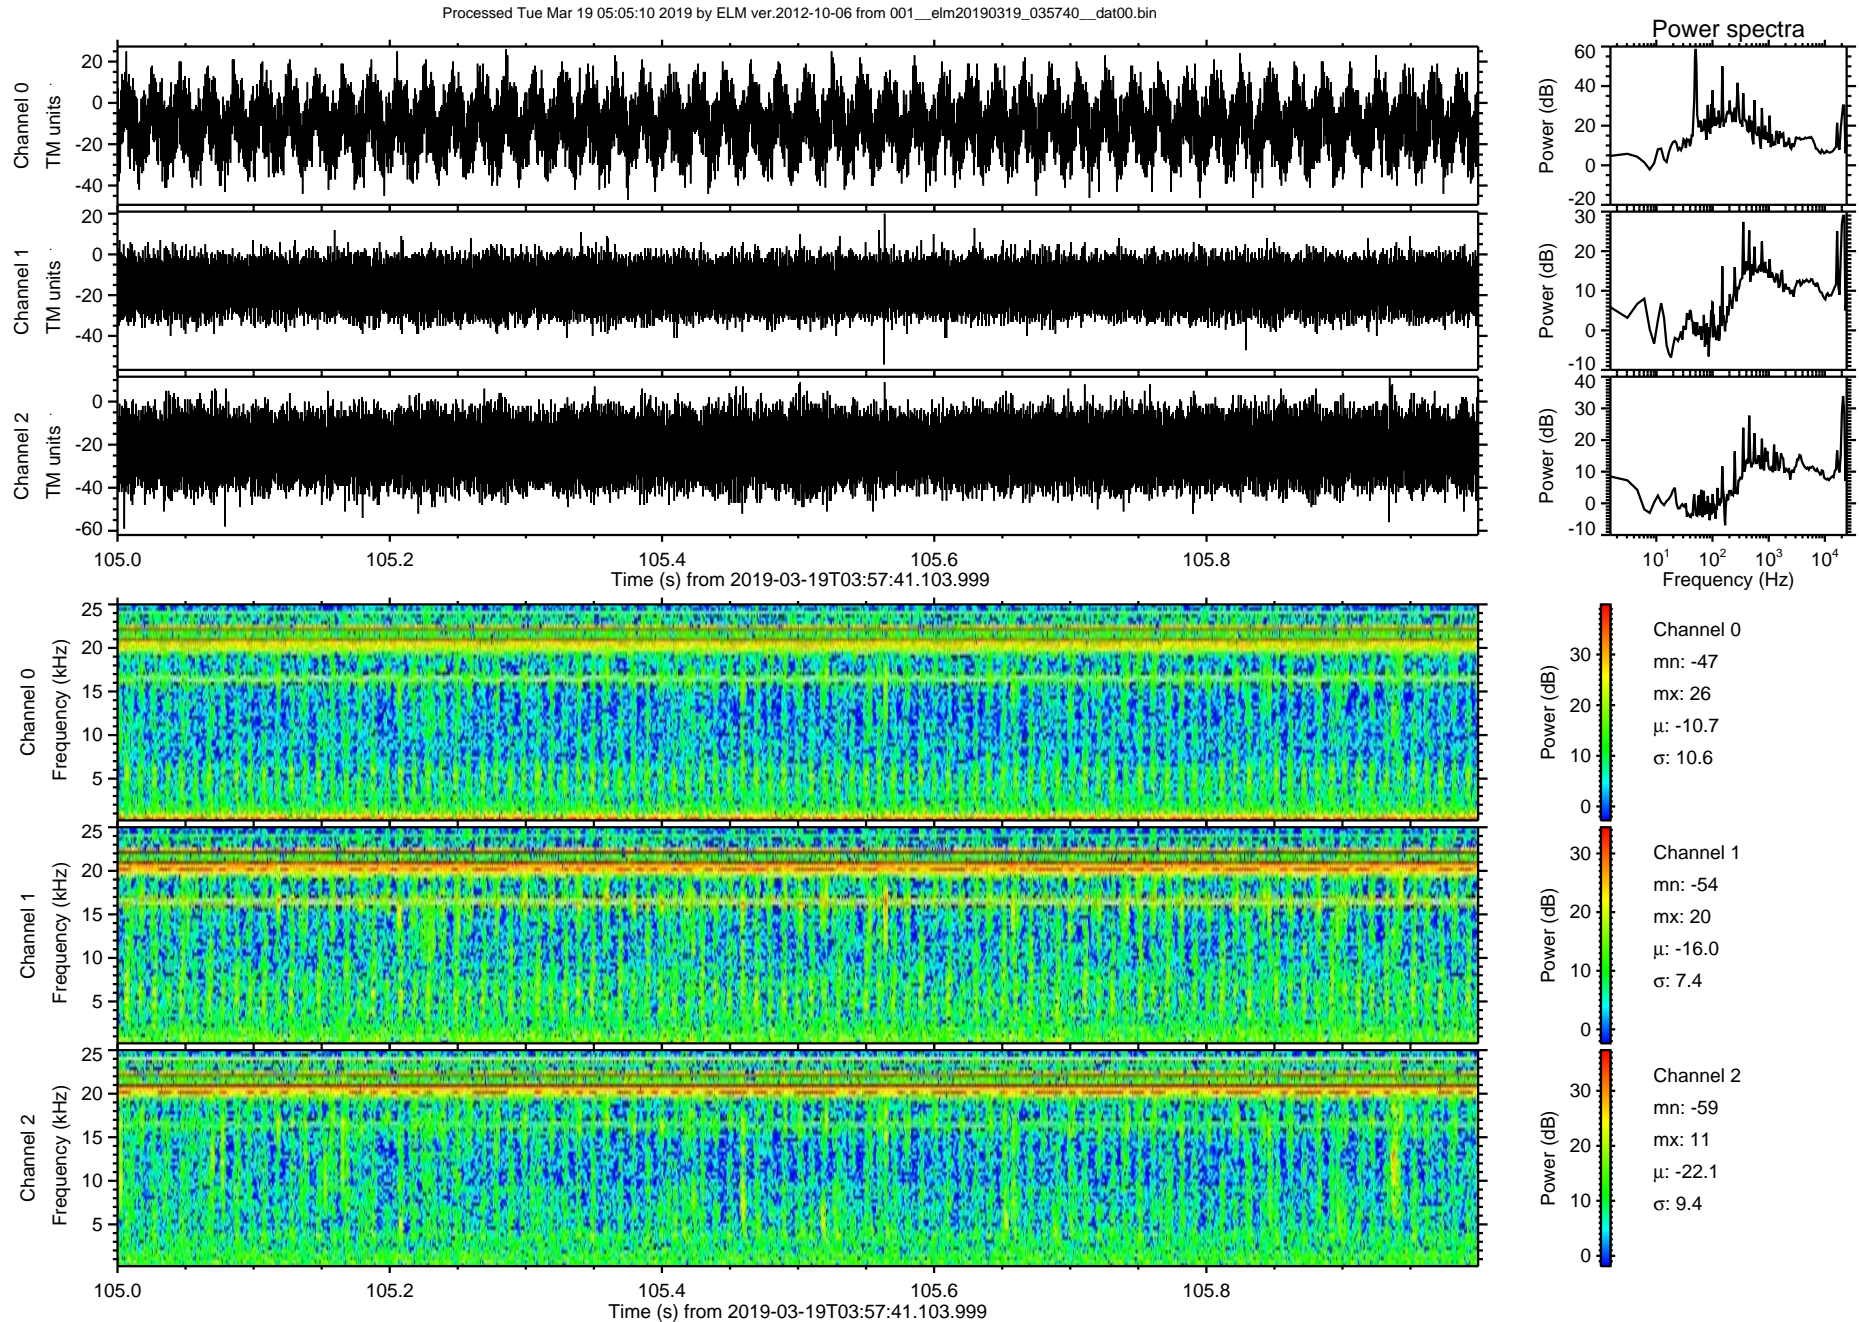 Processed Tue Mar 19 05:05:10 2019 by ELM ver.2012-10-06 from 001__elm20190319_035740__dat00.bin
Power spectra
Channel 0
TM units
20
0
-20
-40
Power (dB)
60
40
20
0
-20
Channel 1
TM units
20
0
-20
-40
Power (dB)
30
20
10
0
-10
Channel 2
TM units
0
-20
-40
-60
Power (dB)
40
30
20
10
0
-10
105.0 105.2 105.4 105.6 105.8
Time (s) from 2019-03-19T03:57:41.103.999
10^1 10^2 10^3 10^4
Frequency (Hz)
Channel 0
Frequency (kHz)
25
20
15
10
5
Power (dB)
30
20
10
0
Channel 0
mn: -47
mx: 26
μ: -10.7
σ: 10.6
Channel 1
Frequency (kHz)
25
20
15
10
5
Power (dB)
30
20
10
0
Channel 1
mn: -54
mx: 20
μ: -16.0
σ: 7.4
Channel 2
Frequency (kHz)
25
20
15
10
5
Power (dB)
30
20
10
0
Channel 2
mn: -59
mx: 11
μ: -22.1
σ: 9.4
105.0 105.2 105.4 105.6 105.8
Time (s) from 2019-03-19T03:57:41.103.999